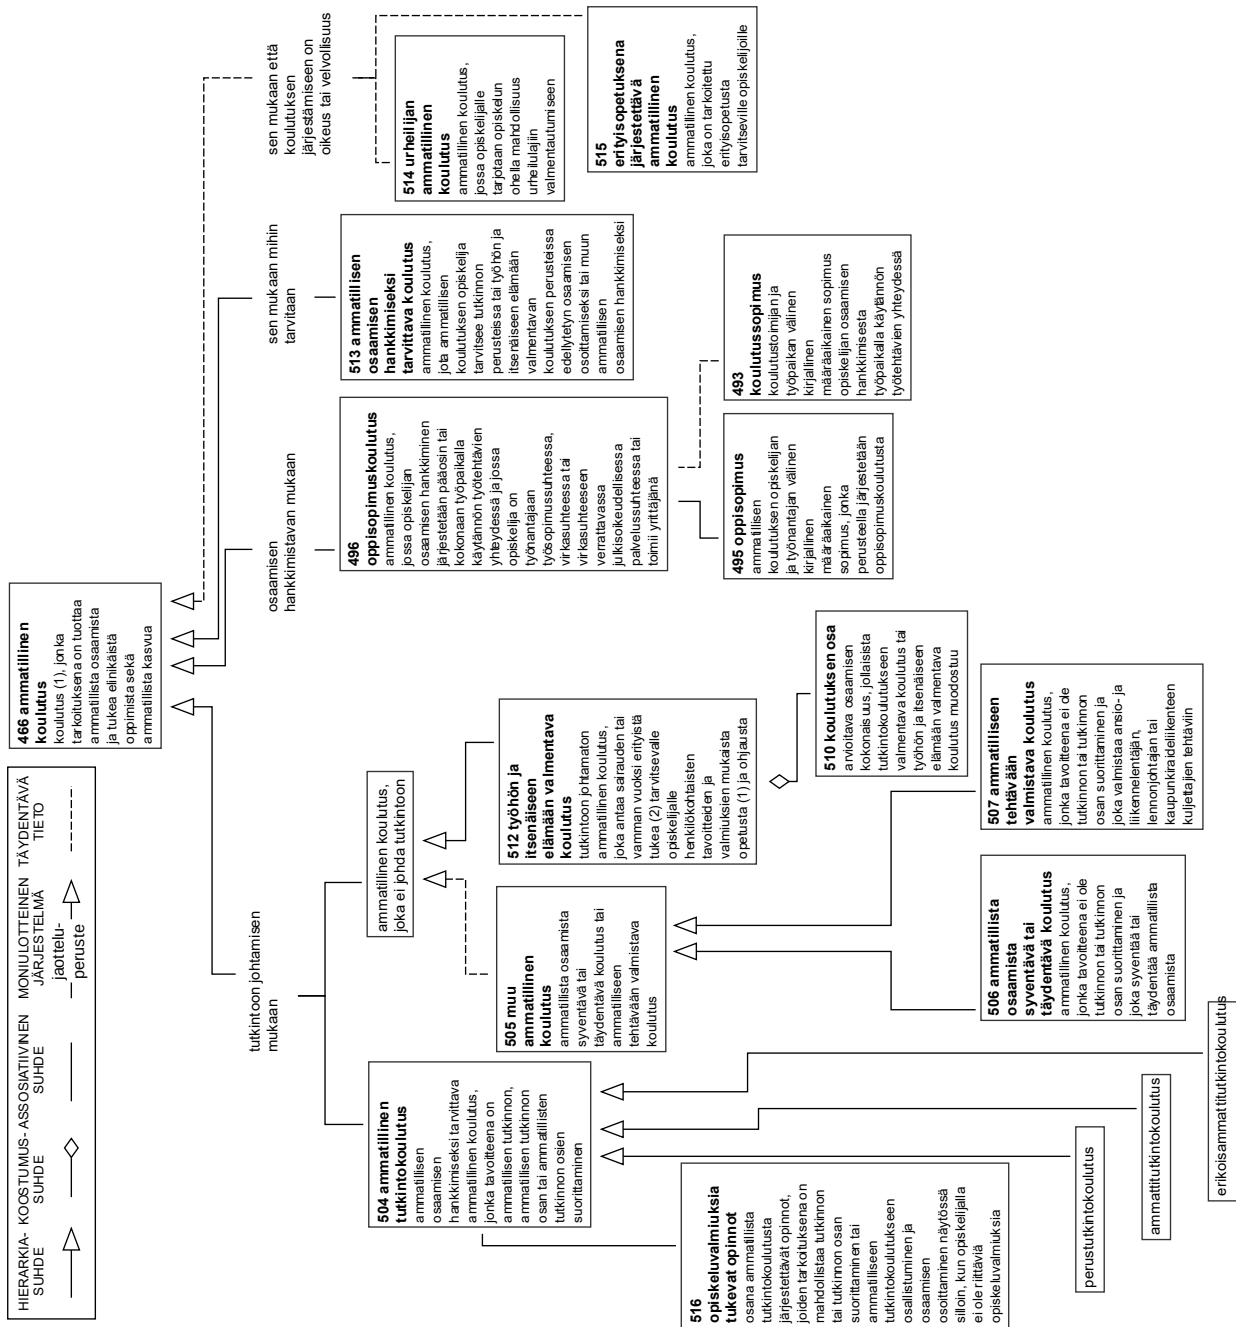 HIERARKIA-
SUHDE
KOOSTUMUS-
SUHDE
ASSOSIATIIVINEN
SUHDE
MONIULOTTEINEN
JÄRJESTELMÄ
jaottelu-
peruste
TÄYDENTÄVÄ
TIETO
466 ammatillinen
koulutus
koulutus (1), jonka
tarkoituksena on tuottaa
ammatillista osaamista
ja tukea elinikäistä
oppimista sekä
ammatillista kasvua
tutkintoon johtamisen
mukaan
osaamisen
hankkimistavan mukaan
sen mukaan mihin
tarvitaan
sen mukaan että
koulutuksen
järjestämiseen on
oikeus tai velvollisuus
504 ammatillinen
tutkintokoulutus
ammatillisen
osaamisen
hankkimiseksi tarvittava
ammatillinen koulutus,
jonka tavoitteena on
ammatillisen tutkinnon,
ammatillisen tutkinnon
osan tai ammatillisten
tutkinnon osien
suorittaminen
ammatillinen koulutus,
joka ei johda tutkintoon
505 muu
ammatillinen
koulutus
ammatillista osaamista
syventävä tai
täydentävä koulutus tai
ammatilliseen
tehtävään valmistava
koulutus
512 työhön ja
itsenäiseen
elämään valmentava
koulutus
tutkintoon johtamaton
ammatillinen koulutus,
joka antaa sairauden tai
vamman vuoksi erityistä
tukea (2) tarvitsevalle
opiskelijalle
henkilökohtaisten
tavoitteiden ja
valmiuksien mukaista
opetusta (1) ja ohjausta
496
oppisopimuskoulutus
ammatillinen koulutus,
jossa opiskelijan
osaamisen hankkiminen
järjestetään pääosin tai
kokonaan työpaikalla
käytännön työtehtävien
yhteydessä ja jossa
opiskelija on
työnantajaan
työsopimussuhteessa,
virkasuhteessa tai
virkasuhteeseen
verrattavassa
julkisoikeudellisessa
palvelussuhteessa tai
toimii yrittäjänä
513 ammatillisen
osaamisen
hankkimiseksi
tarvittava koulutus
ammatillinen koulutus,
jota ammatillisen
koulutuksen opiskelija
tarvitsee tutkinnon
perusteissa tai työhön ja
itsenäiseen elämään
valmentavan
koulutuksen perusteissa
edellytetyn osaamisen
osoittamiseksi tai muun
ammatillisen
osaamisen hankkimiseksi
514 urheilijan
ammatillinen
koulutus
ammatillinen koulutus,
jossa opiskelijalle
tarjotaan opiskelun
ohella mahdollisuus
urheilulajiin
valmentautumiseen
515
erityisopetuksena
järjestettävä
ammatillinen
koulutus
ammatillinen koulutus,
joka on tarkoitettu
erityisopetusta
tarvitseville opiskelijoille
516
opiskeluvalmiuksia
tukevat opinnot
osana ammatillista
tutkintokoulutusta
järjestettävät opinnot,
joiden tarkoituksena on
mahdollistaa tutkinnon
tai tutkinnon osan
suorittaminen tai
ammatilliseen
tutkintokoulutukseen
osallistuminen ja
osaamisen
osoittaminen näytössä
silloin, kun opiskelijalla
ei ole riittäviä
opiskeluvalmiuksia
perustutkintokoulutus
ammattitutkintokoulutus
erikoisammattitutkintokoulutus
506 ammatillista
osaamista
syventävä tai
täydentävä koulutus
ammatillinen koulutus,
jonka tavoitteena ei ole
tutkinnon tai tutkinnon
osan suorittaminen ja
joka syventää tai
täydentää ammatillista
osaamista
507 ammatilliseen
tehtävään
valmistava koulutus
ammatillinen koulutus,
jonka tavoitteena ei ole
tutkinnon tai tutkinnon
osan suorittaminen ja
joka valmistaa ansio- ja
liikennelentäjän,
lennonjohtajan tai
kaupunkiraideliikenteen
kuljettajien tehtäviin
510 koulutuksen osa
arvioitava osaamisen
kokonaisuus, jollaisista
tutkintokoulutukseen
valmentava koulutus tai
työhön ja itsenäiseen
elämään valmentava
koulutus muodostuu
495 oppisopimus
ammatillisen
koulutuksen opiskelijan
ja työnantajan välinen
kirjallinen
määräaikainen
sopimus, jonka
perusteella järjestetään
oppisopimuskoulutusta
493
koulutussopimus
koulutustoimijan ja
työpaikan välinen
kirjallinen
määräaikainen sopimus
opiskelijan osaamisen
hankkimisesta
työpaikalla käytännön
työtehtävien yhteydessä